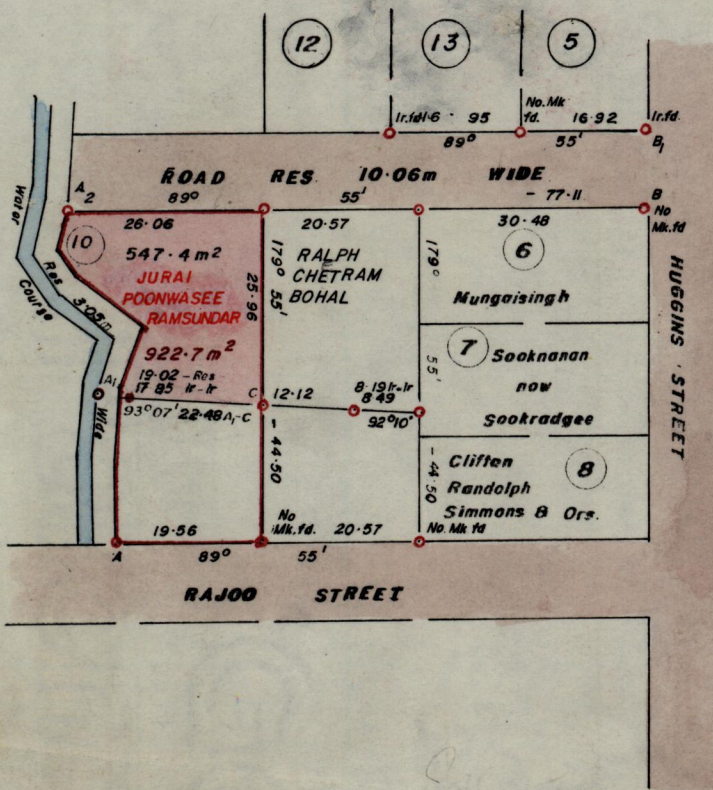 12
13
5
Ir.fd.
16 - 95
No. Mk
fd.
16.92
Ir.fd.
89°
55'
B1
ROAD RES. 10.06m WIDE
A2
89°
55'
- 77.11
B
No
Mk.fd
26.06
20.57
30.48
10
547.4 m²
JURAI
POONWASEE
RAMSUNDAR
922.7 m²
25.96
179°
55'
RALPH
CHETRAM
BOHAL
179°
6
Mungaisingh
Water
Course
Res
3.05m
Wide
HUGGINS STREET
7
Sooknanan
now
Sookradgee
55'
A1
19.02 - Res
17.85 Ir-Ir
93°07' 22.48 A1-C
C
12.12
8.19 Ir-Ir
8.49
92°10'
- 44.50
- 44.50
Clifton
Randolph
Simmons & Ors.
8
19.56
No
Mk.fd.
20.57
No. Mk fd
A
89°
55'
RAJOO STREET